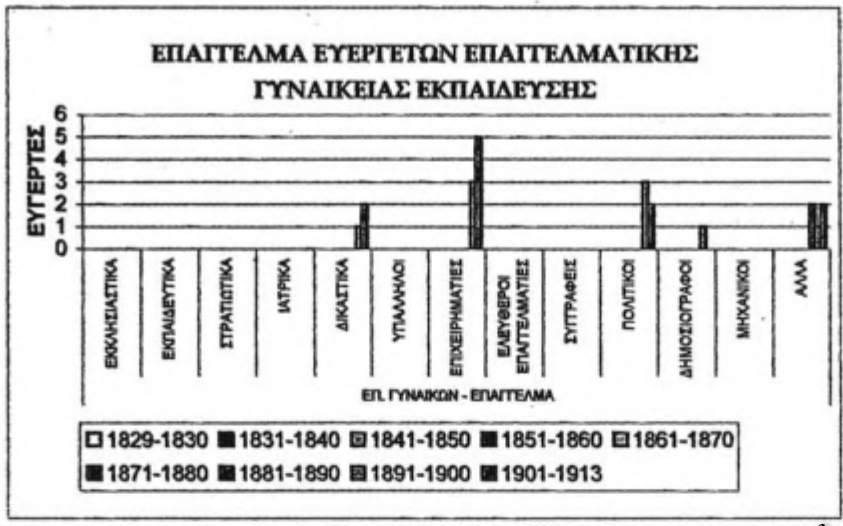 ΕΠΑΓΓΕΛΜΑ ΕΥΕΡΓΕΤΩΝ ΕΠΑΓΓΕΛΜΑΤΙΚΗΣ
ΓΥΝΑΙΚΕΙΑΣ ΕΚΠΑΙΔΕΥΣΗΣ
ΕΥΓΕΡΤΕΣ
6
5
4
3
2
1
0
ΕΚΚΛΗΣΙΑΣΤΙΚΑ
ΕΚΠΑΙΔΕΥΤΙΚΑ
ΣΤΡΑΤΙΩΤΙΚΑ
ΙΑΤΡΙΚΑ
ΔΙΚΑΣΤΙΚΑ
ΥΠΑΛΛΗΛΟΙ
ΕΠΙΧΕΙΡΗΜΑΤΙΕΣ
ΕΛΕΥΘΕΡΟΙ
ΕΠΑΓΓΕΛΜΑΤΙΕΣ
ΣΥΓΓΡΑΦΕΙΣ
ΠΟΛΙΤΙΚΟΙ
ΔΗΜΟΣΙΟΓΡΑΦΟΙ
ΜΗΧΑΝΙΚΟΙ
ΑΛΛΑ
ΕΠ. ΓΥΝΑΙΚΩΝ - ΕΠΑΓΓΕΛΜΑ
1829-1830 1831-1840 1841-1850 1851-1860 1861-1870
1871-1880 1881-1890 1891-1900 1901-1913